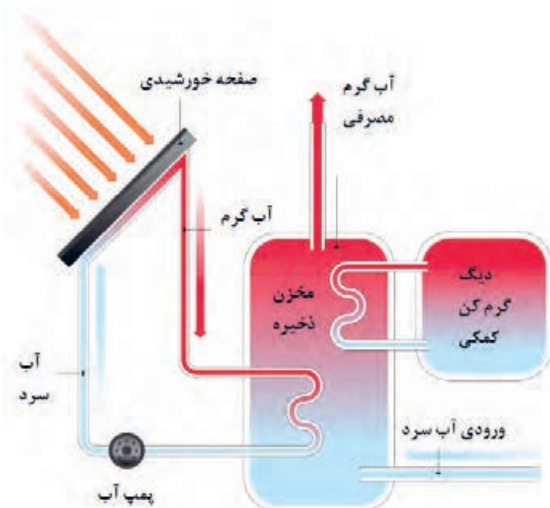 صفحه خورشیدی
آب گرم
مصرفی
آب گرم
مخزن
ذخیره
دیگ
گرم کن
کمکی
آب
سرد
ورودی آب سرد
پمپ آب